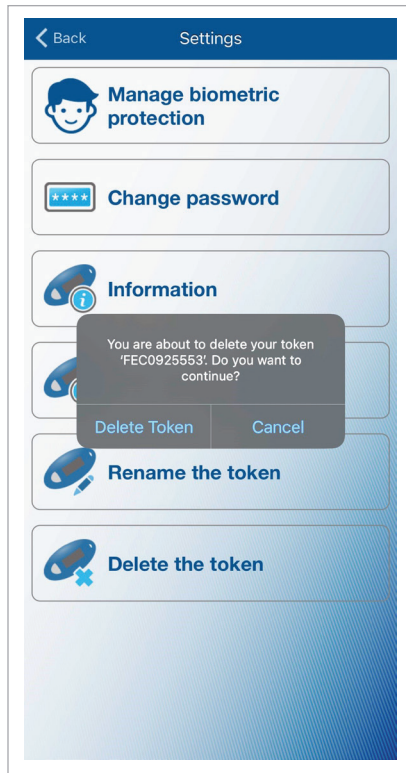 Back
Settings
Manage biometric
protection
****
Change password
i
Information
You are about to delete your token
'FEC0925553'. Do you want to
continue?
Delete Token
Cancel
Rename the token
Delete the token